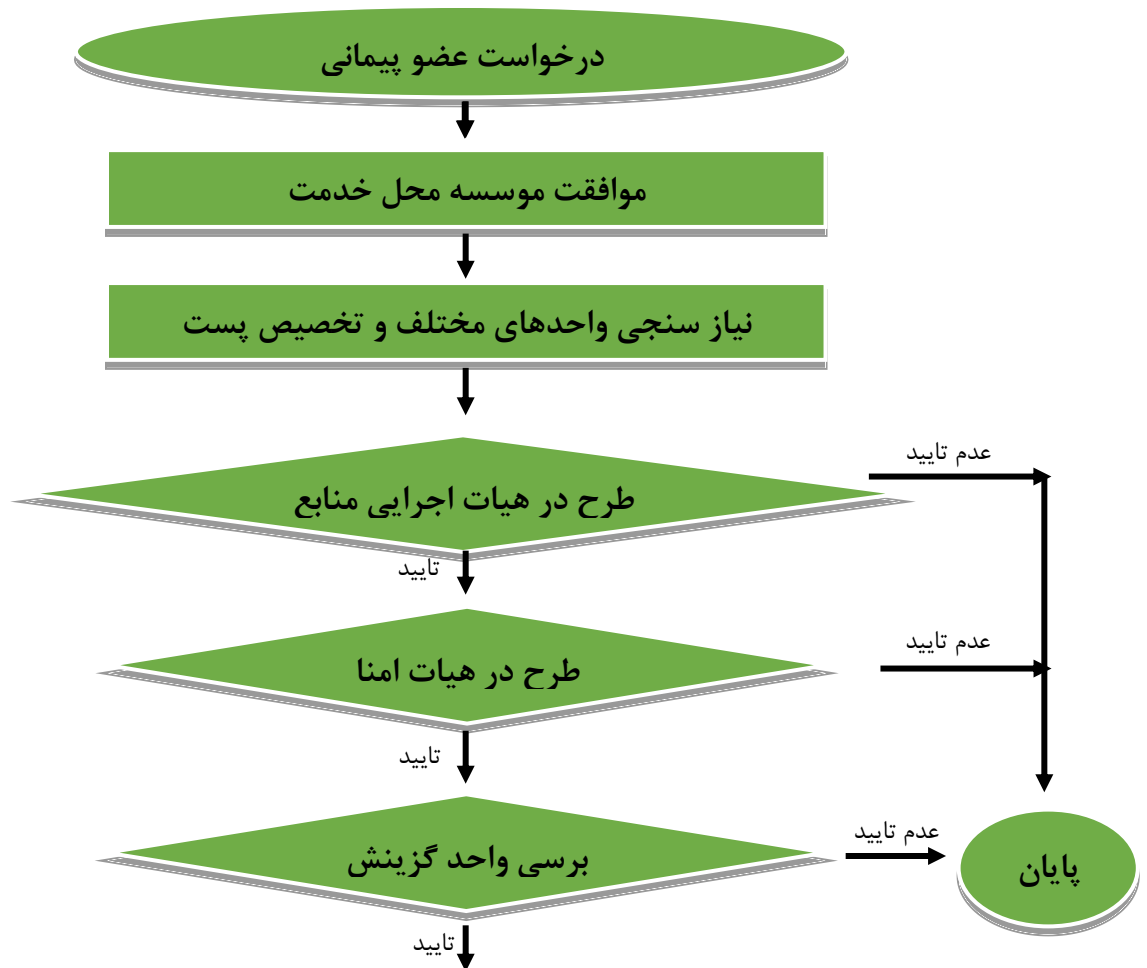 درخواست عضو پیمانی
موافقت موسسه محل خدمت
نیاز سنجی واحدهای مختلف و تخصیص پست
طرح در هیات اجرایی منابع
عدم تایید
تایید
طرح در هیات امنا
عدم تایید
تایید
برسی واحد گزینش
عدم تایید
پایان
تایید